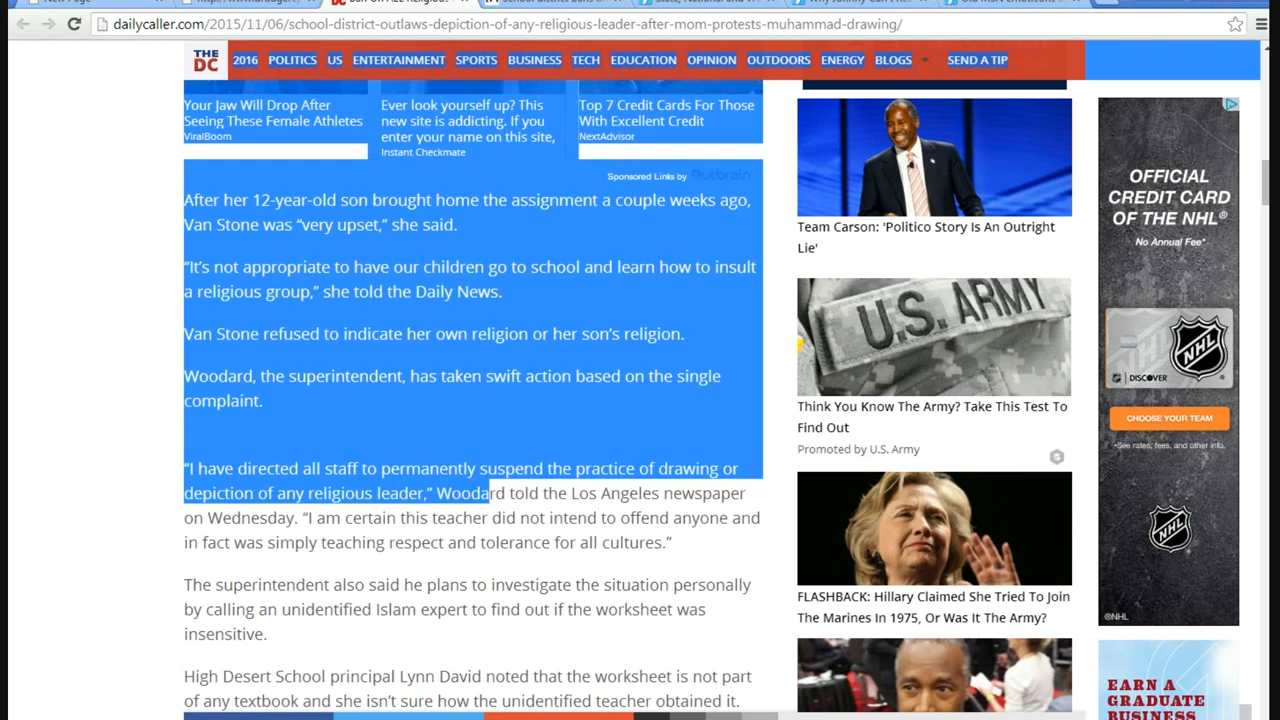 New Page
dailycaller.com/2015/11/06/school-district-outlaws-depiction-of-any-religious-leader-after-mom-protests-muhammad-drawing/
THE DC
2016 POLITICS US ENTERTAINMENT SPORTS BUSINESS TECH EDUCATION OPINION OUTDOORS ENERGY BLOGS SEND A TIP
Your Jaw Will Drop After
Seeing These Female Athletes
ViralBoom
Ever look yourself up? This
new site is addicting. If you
enter your name on this site,
Instant Checkmate
Top 7 Credit Cards For Those
With Excellent Credit
NextAdvisor
Sponsored Links by Outbrain
After her 12-year-old son brought home the assignment a couple weeks ago,
Van Stone was “very upset,” she said.
“It’s not appropriate to have our children go to school and learn how to insult
a religious group,” she told the Daily News.
Van Stone refused to indicate her own religion or her son’s religion.
Woodard, the superintendent, has taken swift action based on the single
complaint.
“I have directed all staff to permanently suspend the practice of drawing or
depiction of any religious leader,” Woodard told the Los Angeles newspaper
on Wednesday. “I am certain this teacher did not intend to offend anyone and
in fact was simply teaching respect and tolerance for all cultures.”
The superintendent also said he plans to investigate the situation personally
by calling an unidentified Islam expert to find out if the worksheet was
insensitive.
High Desert School principal Lynn David noted that the worksheet is not part
of any textbook and she isn’t sure how the unidentified teacher obtained it.
Team Carson: 'Politico Story Is An Outright
Lie'
U.S. ARMY
Think You Know The Army? Take This Test To
Find Out
Promoted by U.S. Army
FLASHBACK: Hillary Claimed She Tried To Join
The Marines In 1975, Or Was It The Army?
OFFICIAL
CREDIT CARD
OF THE NHL®
No Annual Fee*
NHL
DISCOVER
CHOOSE YOUR TEAM
*See rates, fees, and other info.
NHL
©NHL
EARN A
GRADUATE
BUSINESS